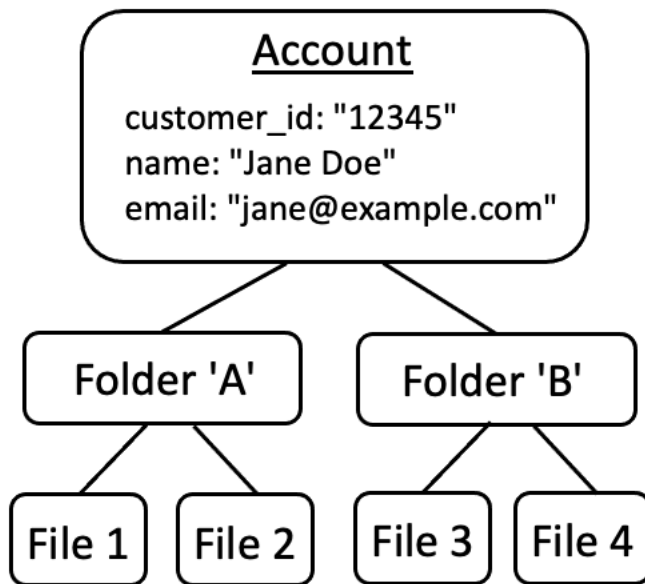 Account
customer_id: "12345"
name: "Jane Doe"
email: "jane@example.com"
Folder 'A'
Folder 'B'
File 1
File 2
File 3
File 4